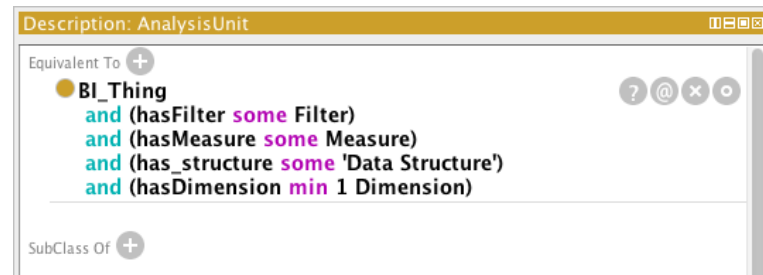 Description: AnalysisUnit
Equivalent To +
BI_Thing
and (hasFilter some Filter)
and (hasMeasure some Measure)
and (has_structure some 'Data Structure')
and (hasDimension min 1 Dimension)
? @ × o
SubClass Of +